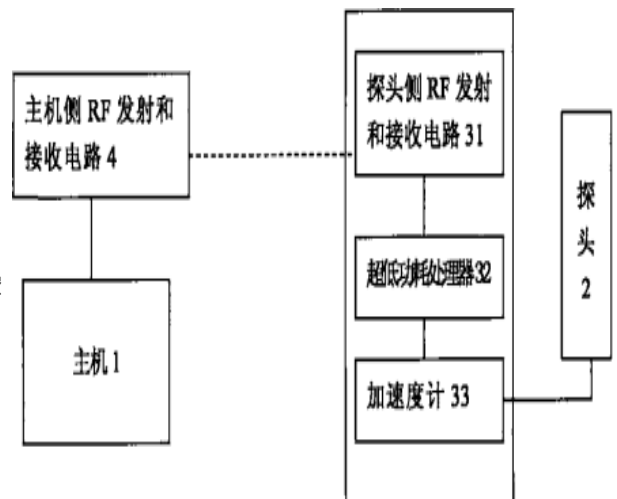 主机侧 RF 发射和
接收电路 4
主机 1
探头侧 RF 发射
和接收电路 31
超低功耗处理器 32
加速度计 33
探
头
2